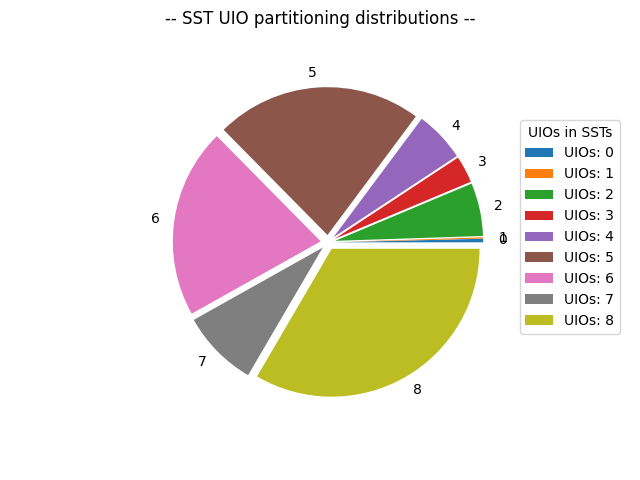 -- SST UIO partitioning distributions --
5
4
3
2
1
0
6
7
8
UIOs in SSTs
UIOs: 0
UIOs: 1
UIOs: 2
UIOs: 3
UIOs: 4
UIOs: 5
UIOs: 6
UIOs: 7
UIOs: 8